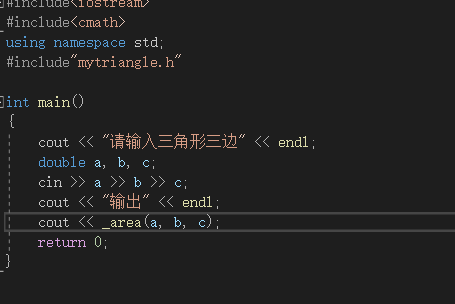 #include<iostream>
#include<cmath>
using namespace std;
#include"mytriangle.h"
int main()
{
cout << "请输入三角形三边" << endl;
double a, b, c;
cin >> a >> b >> c;
cout << "输出" << endl;
cout << _area(a, b, c);
return 0;
}